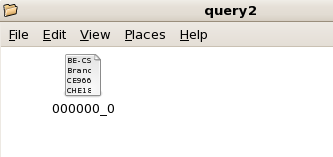 query2
File Edit View Places Help
BE-CS
Branc
CE966
CHE18
000000_0